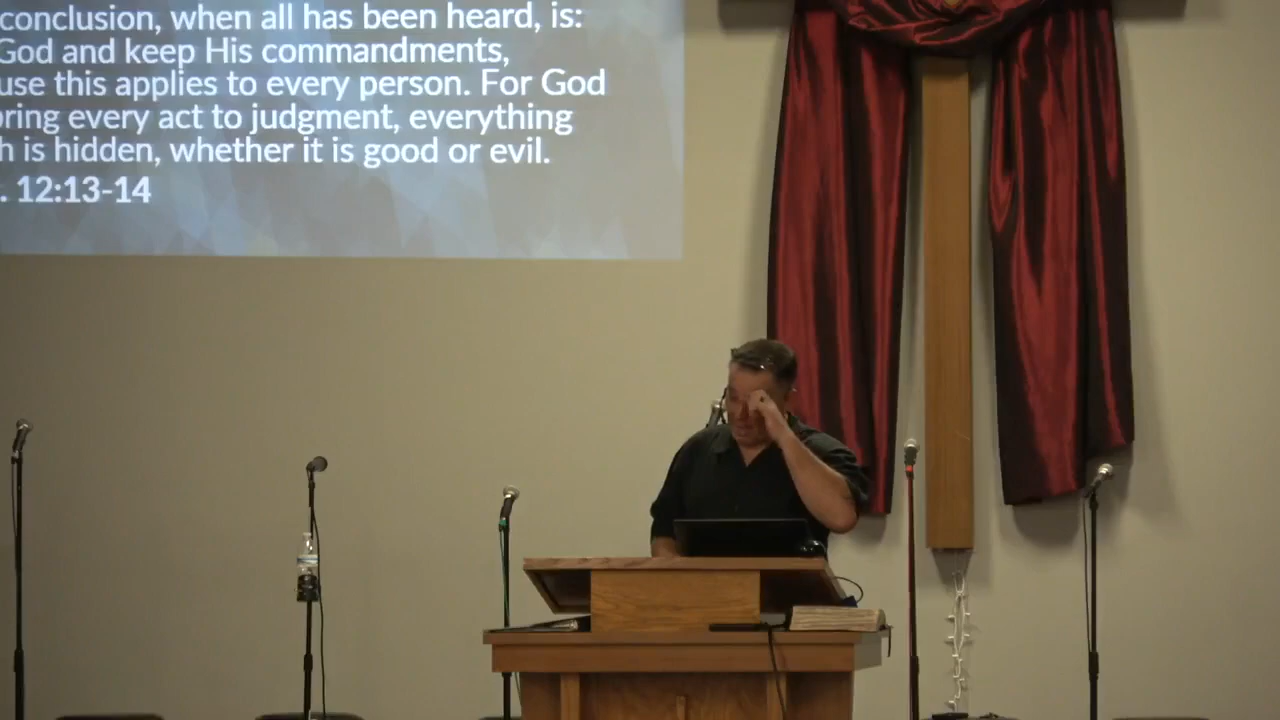 conclusion, when all has been heard, is:
God and keep His commandments,
use this applies to every person. For God
bring every act to judgment, everything
h is hidden, whether it is good or evil.
. 12:13-14